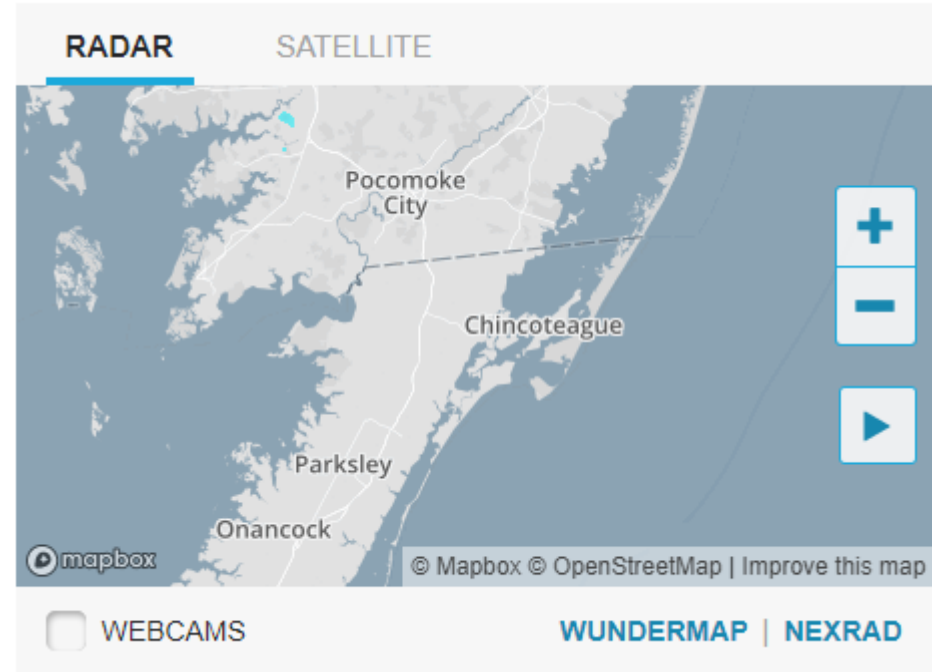 RADAR SATELLITE
Pocomoke
City
Chincoteague
Parksley
Onancock
mapbox
© Mapbox © OpenStreetMap | Improve this map
WEBCAMS WUNDERMAP | NEXRAD